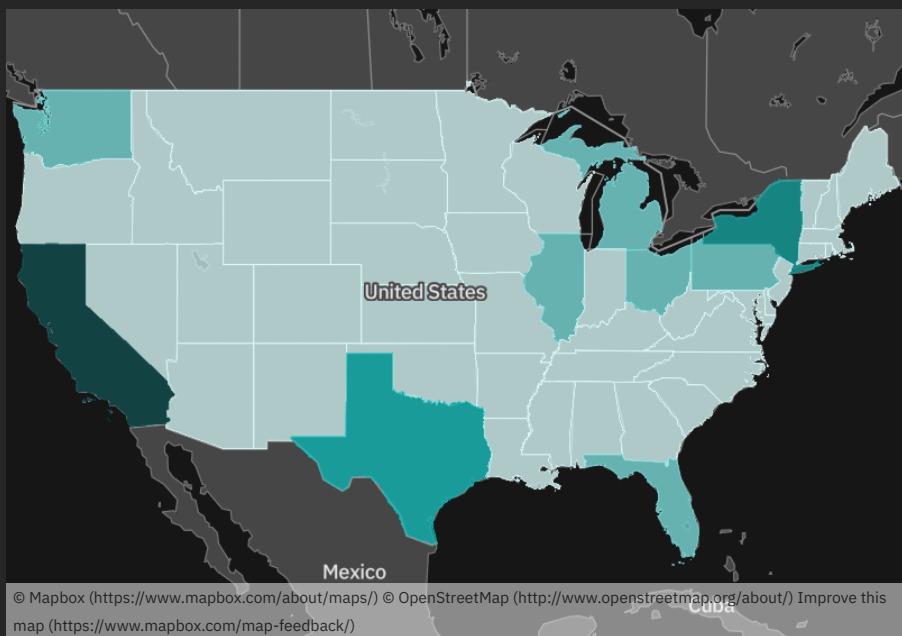 United States
Mexico
Cuba
© Mapbox (https://www.mapbox.com/about/maps/) © OpenStreetMap (http://www.openstreetmap.org/about/) Improve this
map (https://www.mapbox.com/map-feedback/)